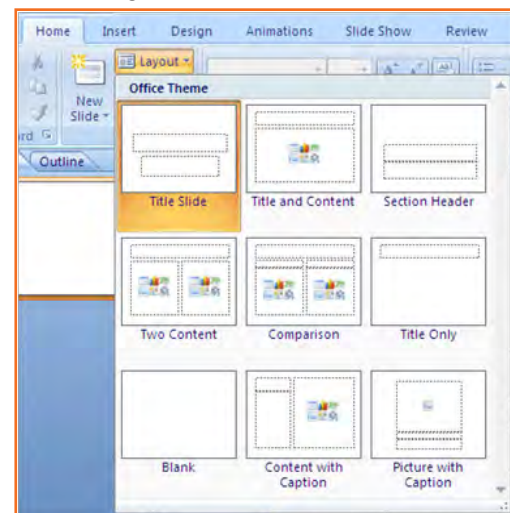 Home Insert Design Animations Slide Show Review
Layout
New
Slide
Office Theme
Outline
Title Slide Title and Content Section Header
Two Content Comparison Title Only
Blank Content with Picture with
Caption Caption